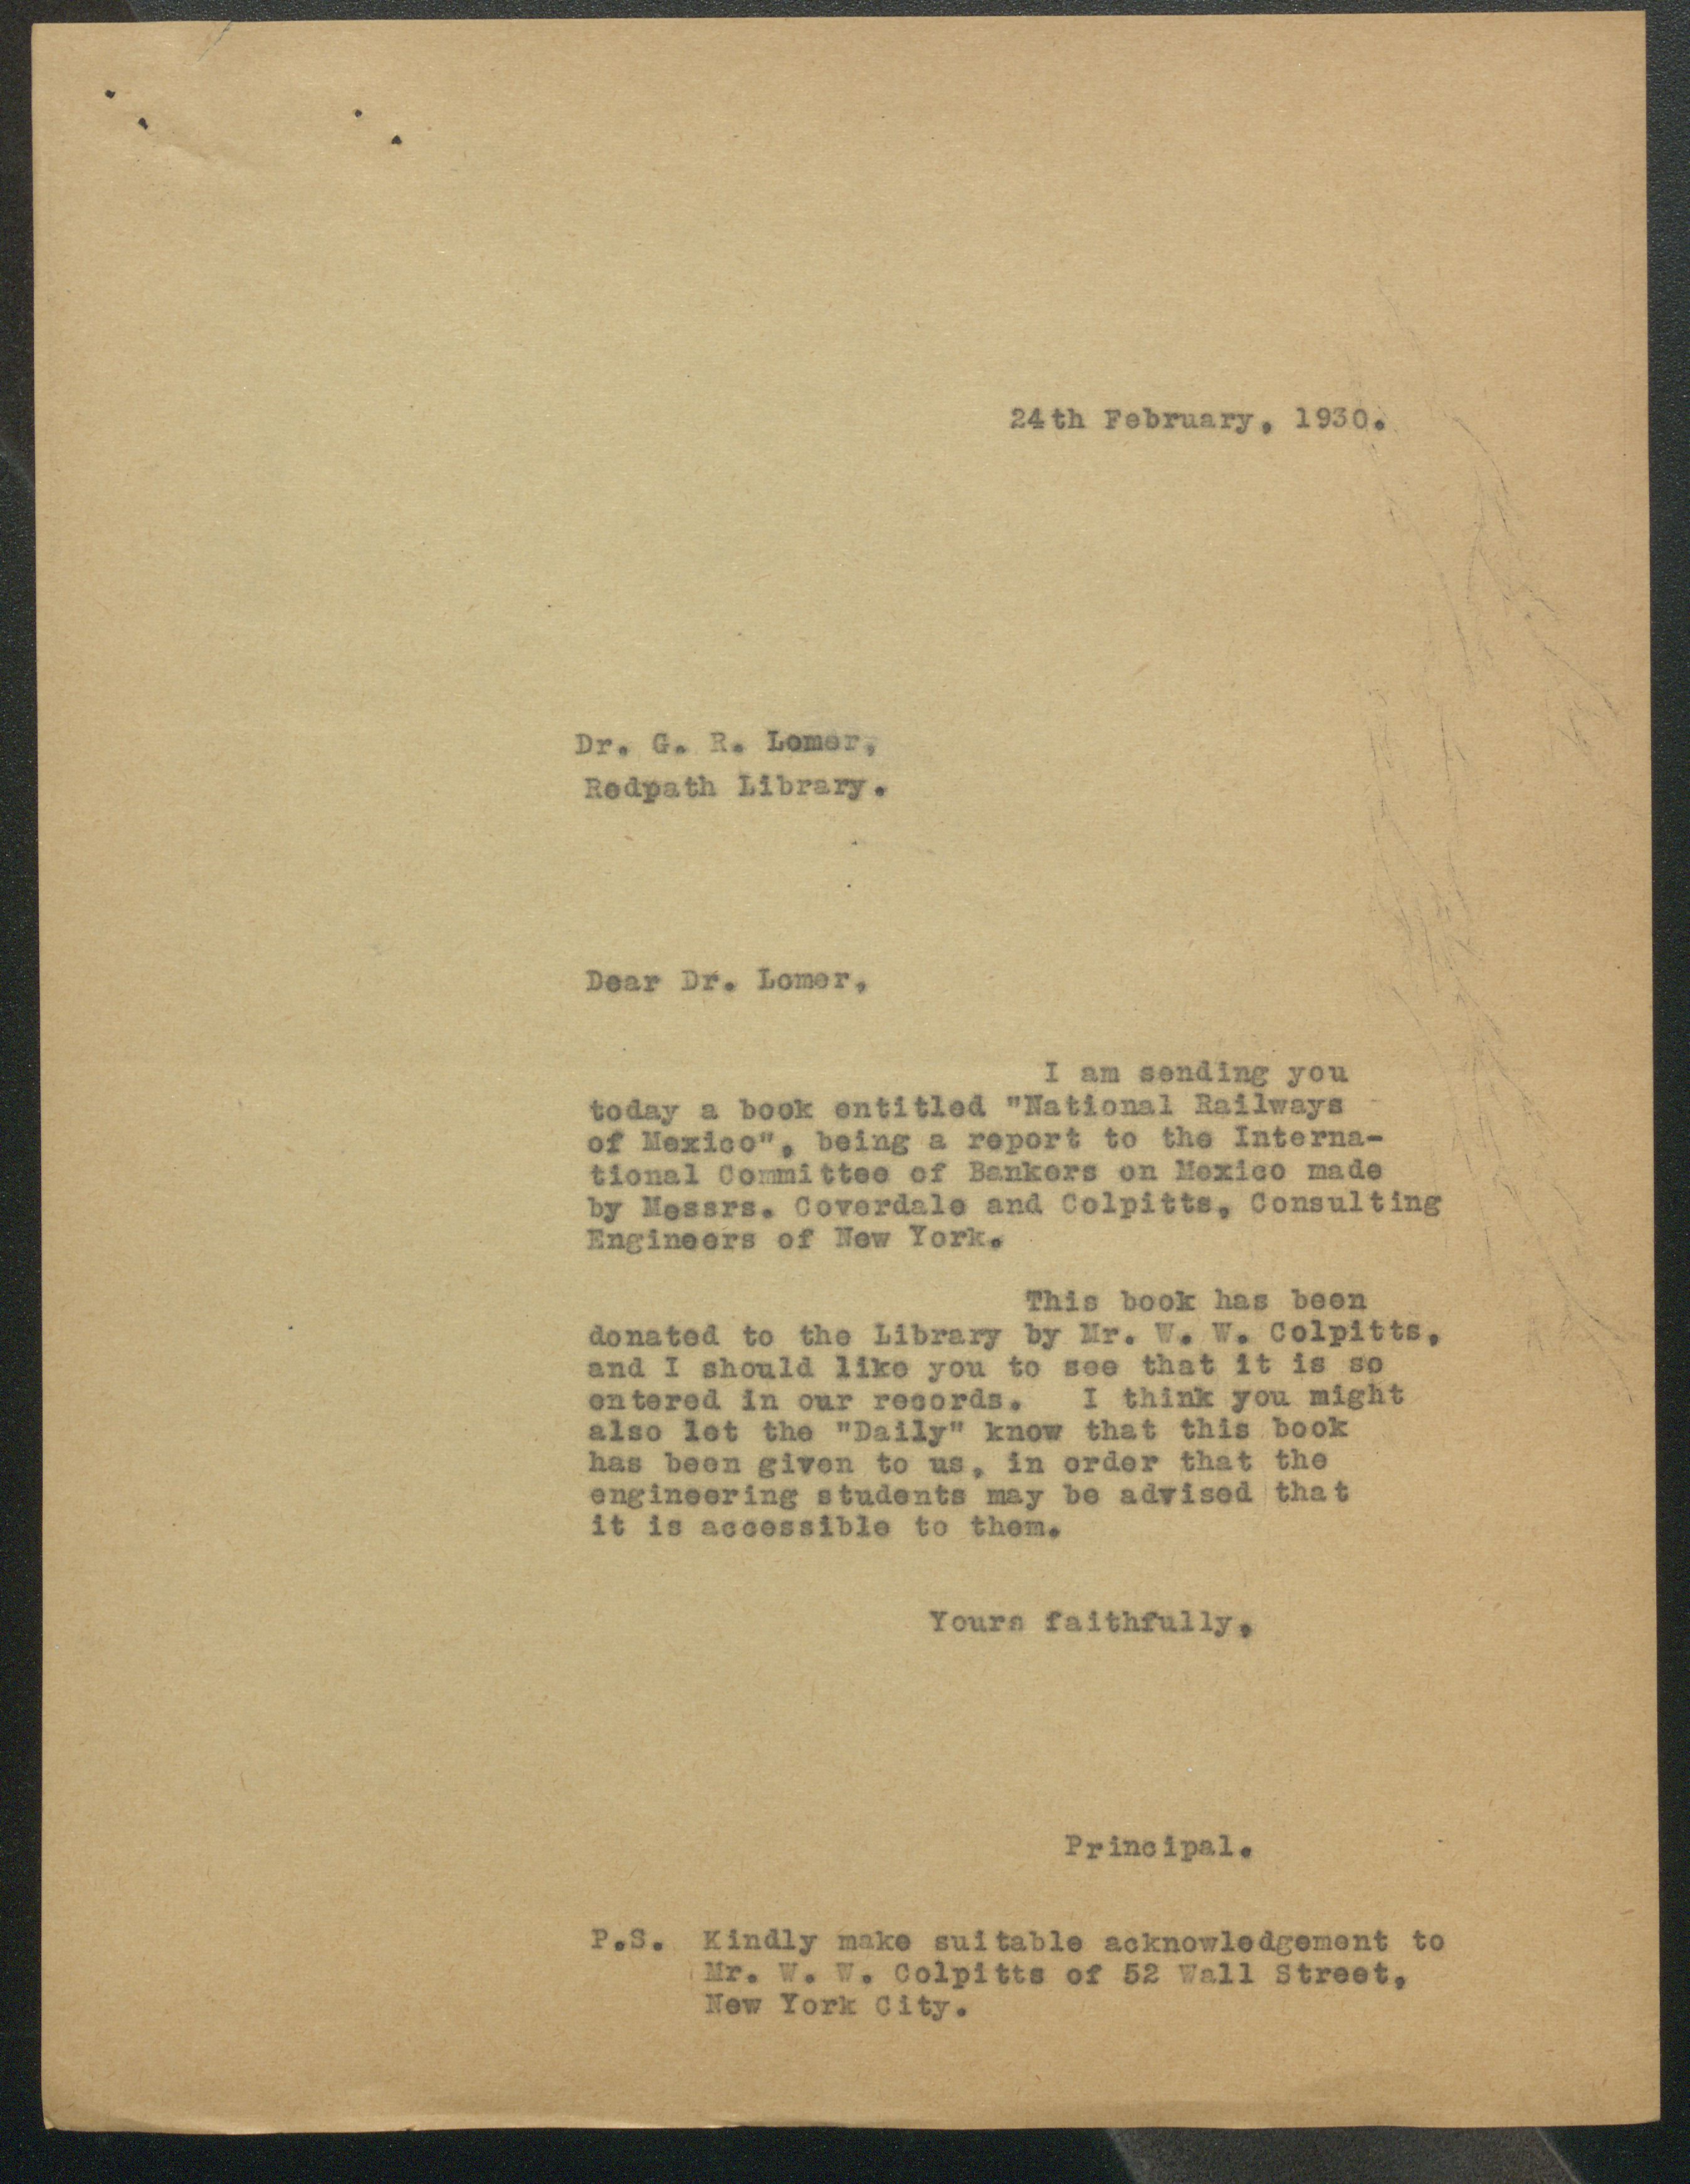 24th February, 1930.
Dr. G. R. Lomer,
Redpath Library.
Dear Dr. Lomer,
I am sending you
today a book entitled "National Railways
of Mexico", being a report to the Interna-
tional Committee of Bankers on Mexico made
by Messrs. Coverdale and Colpitts, Consulting
Engineers of New York.
This book has been
donated to the Library by Mr. W. W. Colpitts,
and I should like you to see that it is so
entered in our records. I think you might
also let the "Daily" know that this book
has been given to us, in order that the
engineering students may be advised that
it is accessible to them.
Yours faithfully,
Principal.
P.S. Kindly make suitable acknowledgement to
Mr. W. W. Colpitts of 52 Wall Street,
New York City.